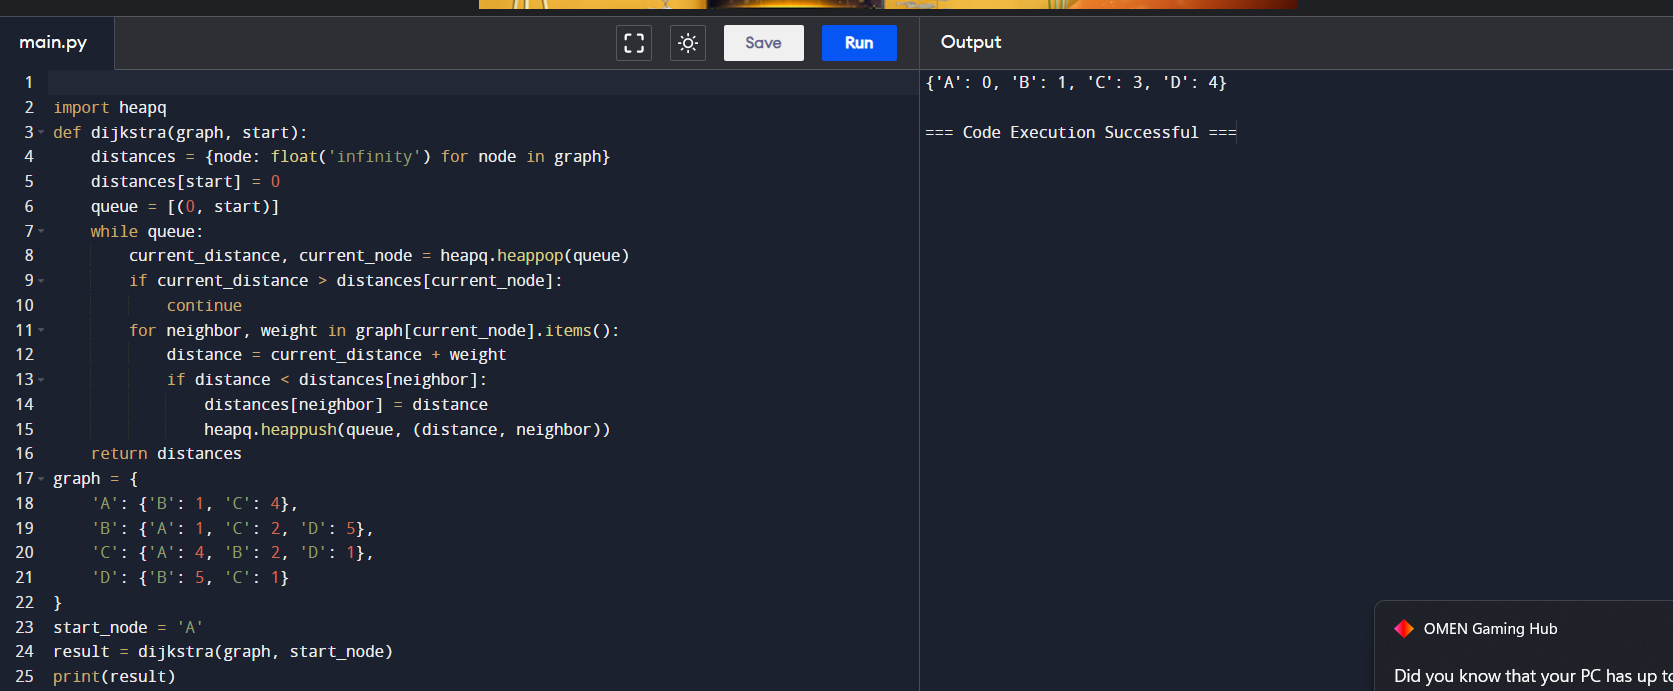 main.py
Save
Run
Output
1
2 import heapq
3 def dijkstra(graph, start):
4     distances = {node: float('infinity') for node in graph}
5     distances[start] = 0
6     queue = [(0, start)]
7     while queue:
8         current_distance, current_node = heapq.heappop(queue)
9         if current_distance > distances[current_node]:
10             continue
11         for neighbor, weight in graph[current_node].items():
12             distance = current_distance + weight
13             if distance < distances[neighbor]:
14                 distances[neighbor] = distance
15                 heapq.heappush(queue, (distance, neighbor))
16     return distances
17 graph = {
18     'A': {'B': 1, 'C': 4},
19     'B': {'A': 1, 'C': 2, 'D': 5},
20     'C': {'A': 4, 'B': 2, 'D': 1},
21     'D': {'B': 5, 'C': 1}
22 }
23 start_node = 'A'
24 result = dijkstra(graph, start_node)
25 print(result)
{'A': 0, 'B': 1, 'C': 3, 'D': 4}
=== Code Execution Successful ===
OMEN Gaming Hub
Did you know that your PC has up